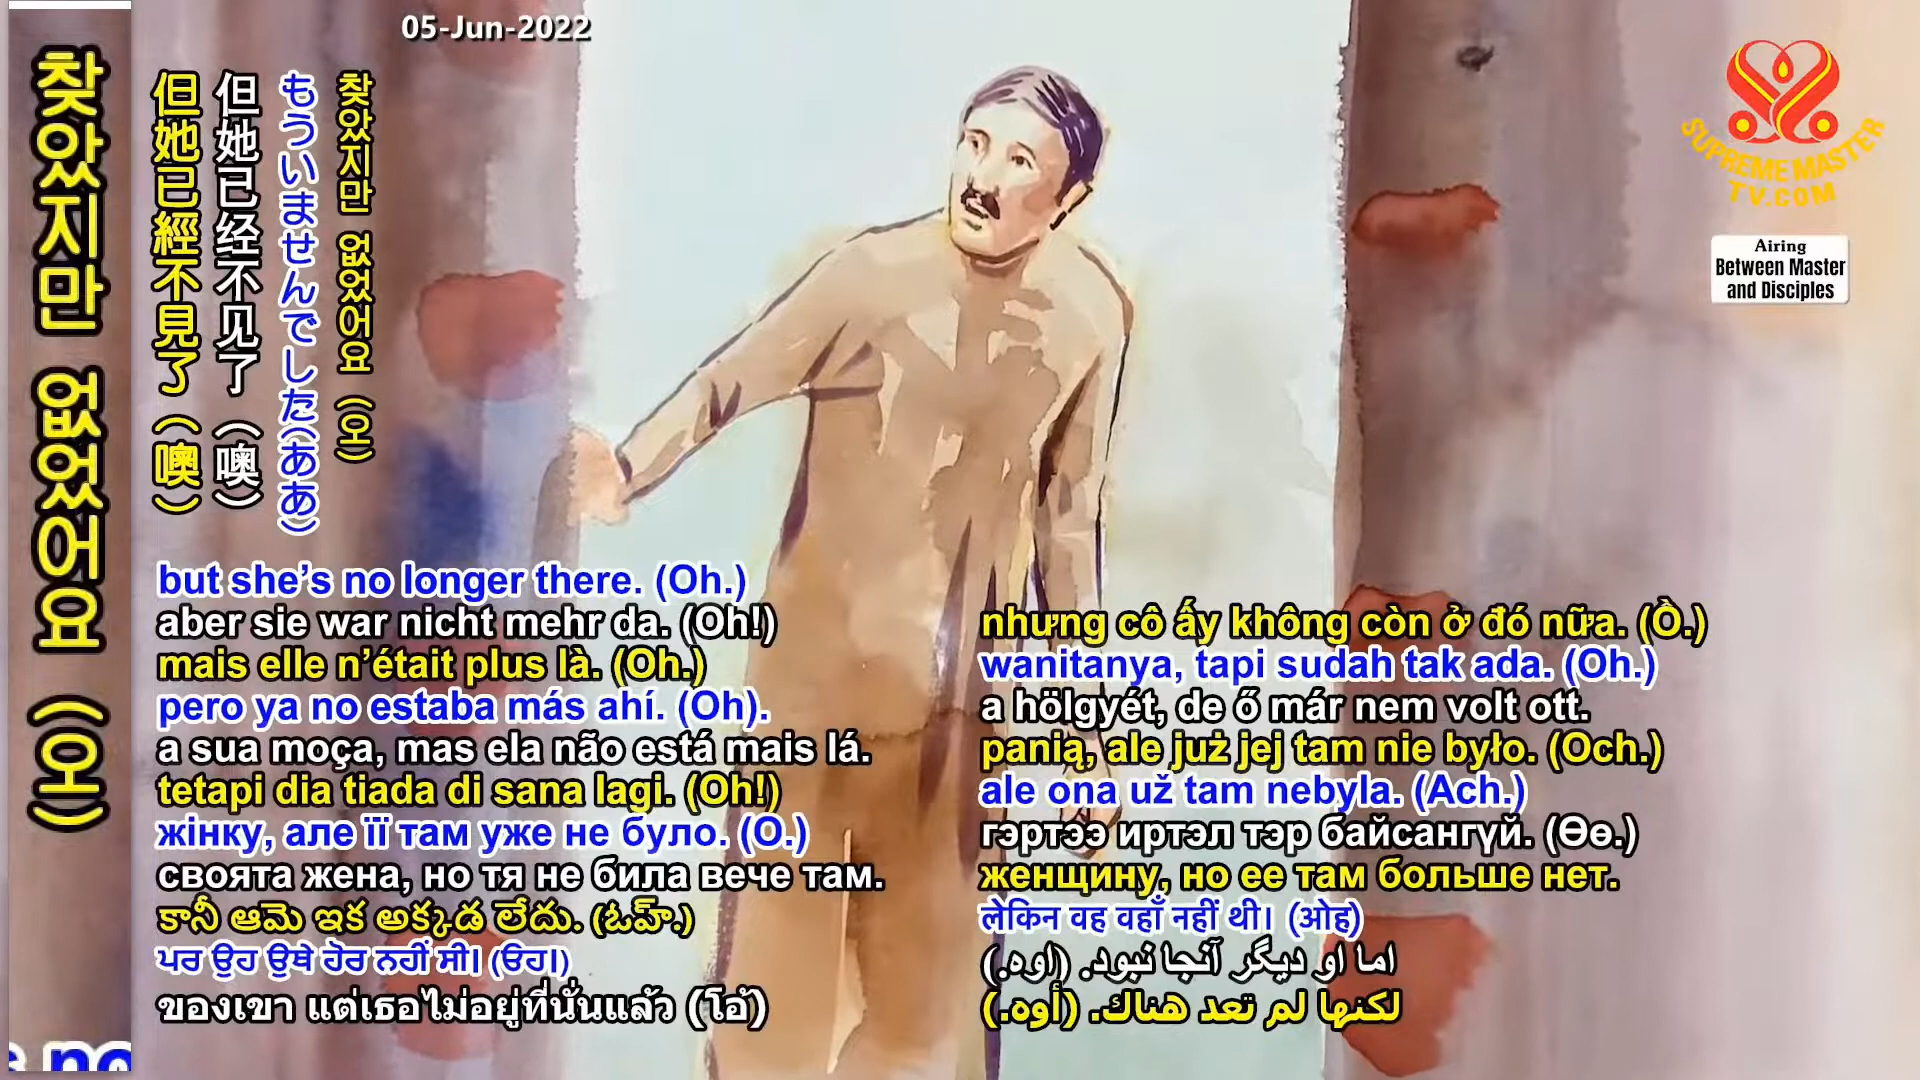 05-Jun-2022
찾았지만 없었어요 (오)
但她已經不見了（噢）
但她已经不见了（噢）
もういませんでした(ああ)
찾았지만 없었어요 (오)
but she’s no longer there. (Oh.)
aber sie war nicht mehr da. (Oh!)
mais elle n’était plus là. (Oh.)
pero ya no estaba más ahí. (Oh).
a sua moça, mas ela não está mais lá.
tetapi dia tiada di sana lagi. (Oh!)
жінку, але її там уже не було. (О.)
своята жена, но тя не била вече там.
కానీ ఆమె ఇక అక్కడ లేదు. (ఓహ్.)
ਪਰ ਉਹ ਉਥੇ ਹੋਰ ਨਹੀਂ ਸੀ। (ਓਹ।)
ของเขา แต่เธอไม่อยู่ที่นั่นแล้ว (โอ้)
nhưng cô ấy không còn ở đó nữa. (Ồ.)
wanitanya, tapi sudah tak ada. (Oh.)
a hölgyét, de ő már nem volt ott.
panią, ale już jej tam nie było. (Och.)
ale ona už tam nebyla. (Ach.)
гэртээ иртэл тэр байсангүй. (Өө.)
женщину, но ее там больше нет.
लेकिन वह वहाँ नहीं थी। (ओह)
اما او دیگر آنجا نبود. (اوه.)
لكنها لم تعد هناك. (أوه.)
SUPREME MASTER
TV.COM
Airing
Between Master
and Disciples
s no